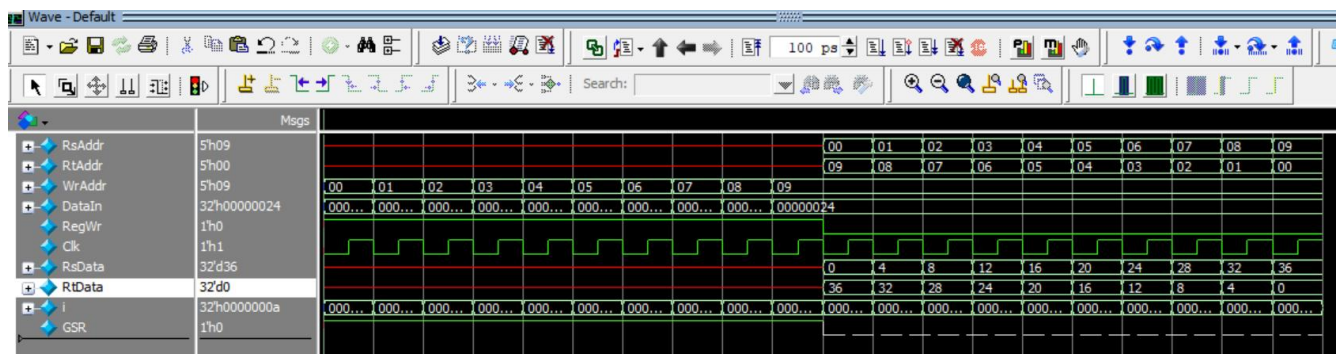 Wave - Default
100 ps
Search:
Msgs
RsAddr 5'h09 00 01 02 03 04 05 06 07 08 09
RtAddr 5'h00 09 08 07 06 05 04 03 02 01 00
WrAddr 5'h09 00 01 02 03 04 05 06 07 08 09
DataIn 32'h00000024 000... 000... 000... 000... 000... 000... 000... 000... 000... 00000024
RegWr 1'h0
Clk 1'h1
RsData 32'd36 0 4 8 12 16 20 24 28 32 36
RtData 32'd0 36 32 28 24 20 16 12 8 4 0
i 32'h0000000a 000... 000... 000... 000... 000... 000... 000... 000... 000... 000... 000... 000... 000... 000... 000... 000... 000... 000... 000... 000...
GSR 1'h0